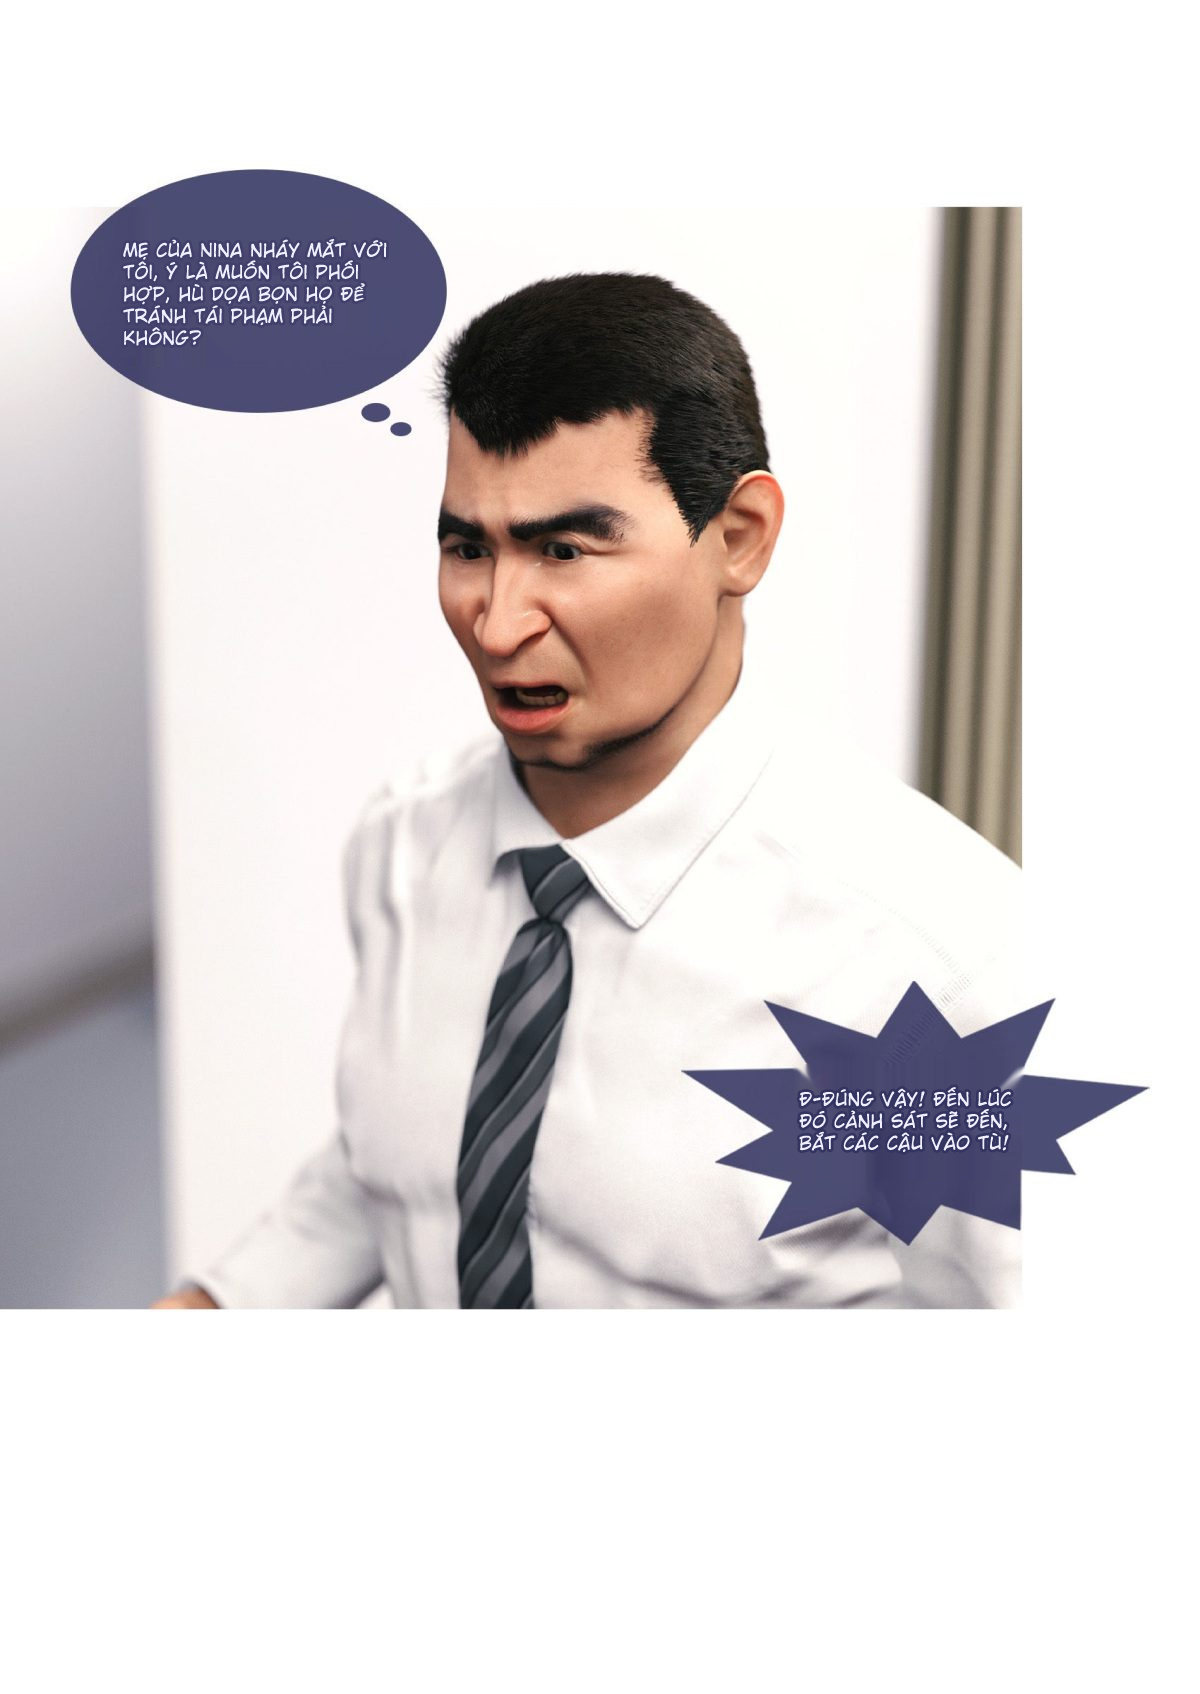 MẸ CỦA NINA NHÁY MẮT VỚI
TÔI, Ý LÀ MUỐN TÔI PHỐI
HỢP, HÙ DỌA BỌN HỌ ĐỂ
TRÁNH TÁI PHẠM PHẢI
KHÔNG?
Đ-ĐÚNG VẬY! ĐẾN LÚC
ĐÓ CẢNH SÁT SẼ ĐẾN,
BẮT CÁC CẬU VÀO TÙ!